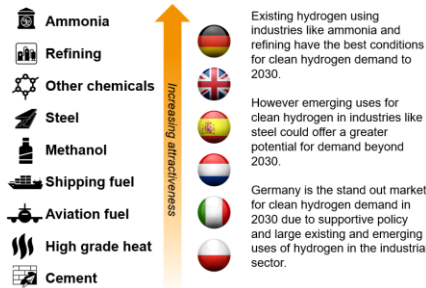 Ammonia
Refining
Other chemicals
Steel
Methanol
Shipping fuel
Aviation fuel
High grade heat
Cement
Increasing attractiveness
Existing hydrogen using
industries like ammonia and
refining have the best conditions
for clean hydrogen demand to
2030.
However emerging uses for
clean hydrogen in industries like
steel could offer a greater
potential for demand beyond
2030.
Germany is the stand out market
for clean hydrogen demand in
2030 due to supportive policy
and large existing and emerging
uses of hydrogen in the industrial
sector.